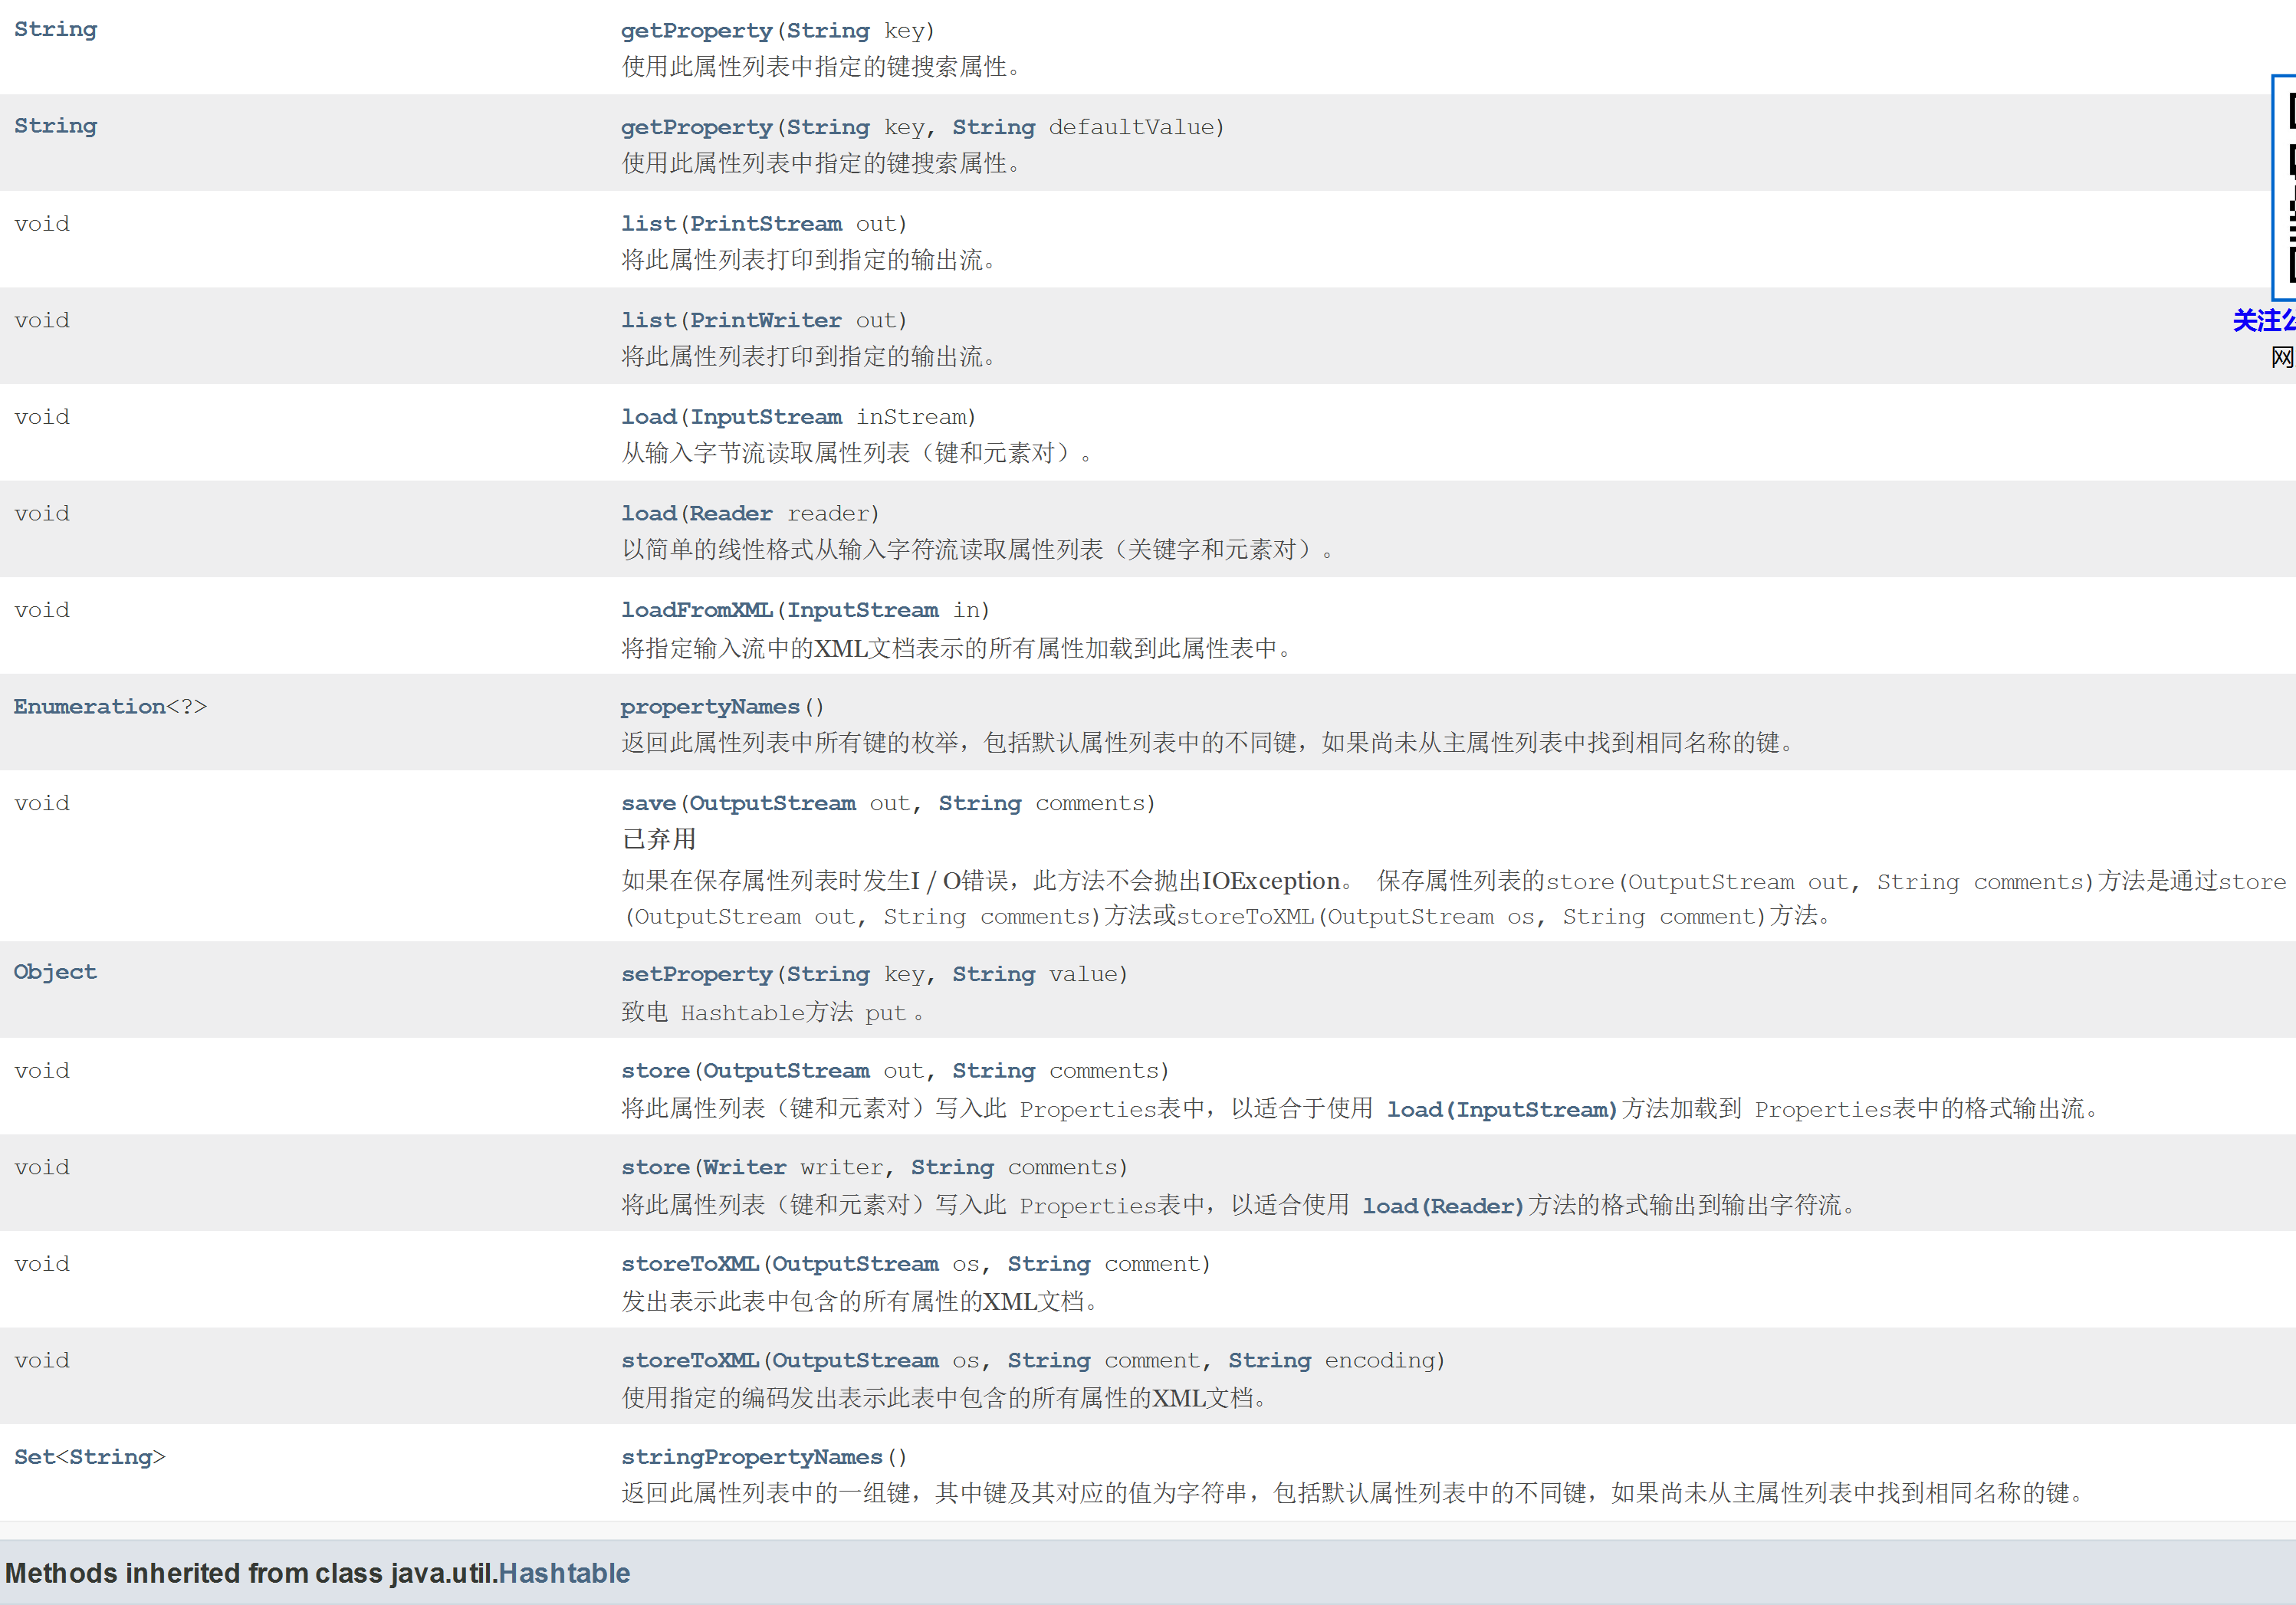 String
getProperty(String key)
使用此属性列表中指定的键搜索属性。
String
getProperty(String key, String defaultValue)
使用此属性列表中指定的键搜索属性。
void
list(PrintStream out)
将此属性列表打印到指定的输出流。
void
list(PrintWriter out)
将此属性列表打印到指定的输出流。
关注公
网
void
load(InputStream inStream)
从输入字节流读取属性列表（键和元素对）。
void
load(Reader reader)
以简单的线性格式从输入字符流读取属性列表（关键字和元素对）。
void
loadFromXML(InputStream in)
将指定输入流中的XML文档表示的所有属性加载到此属性表中。
Enumeration<?>
propertyNames()
返回此属性列表中所有键的枚举，包括默认属性列表中的不同键，如果尚未从主属性列表中找到相同名称的键。
void
save(OutputStream out, String comments)
已弃用
如果在保存属性列表时发生I / O错误，此方法不会抛出IOException。 保存属性列表的store(OutputStream out, String comments)方法是通过store
(OutputStream out, String comments)方法或storeToXML(OutputStream os, String comment)方法。
Object
setProperty(String key, String value)
致电 Hashtable方法 put 。
void
store(OutputStream out, String comments)
将此属性列表（键和元素对）写入此 Properties表中，以适合于使用 load(InputStream)方法加载到 Properties表中的格式输出流。
void
store(Writer writer, String comments)
将此属性列表（键和元素对）写入此 Properties表中，以适合使用 load(Reader)方法的格式输出到输出字符流。
void
storeToXML(OutputStream os, String comment)
发出表示此表中包含的所有属性的XML文档。
void
storeToXML(OutputStream os, String comment, String encoding)
使用指定的编码发出表示此表中包含的所有属性的XML文档。
Set<String>
stringPropertyNames()
返回此属性列表中的一组键，其中键及其对应的值为字符串，包括默认属性列表中的不同键，如果尚未从主属性列表中找到相同名称的键。
Methods inherited from class java.util.Hashtable